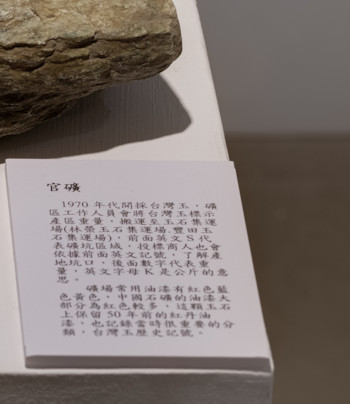 官礦
1970 年代開採台灣玉，礦
區工作人員會將台灣玉標示
產區重量，搬運至玉石集運
場(林榮玉石集運場,豐田玉
石集運場)，前面英文 S 代
表礦坑區域，投標商人也會
依據前面英文記號，了解產
地坑口，後面數字代表重
量，英文字母 K 是公斤的意
思。
礦場常用油漆有紅色藍
色黃色，中國石礦的油漆大
部分為紅色較多，這顆玉石
上保留 50 年前的紅丹油
漆，也記錄當時很重要的分
類，台灣玉歷史記號。